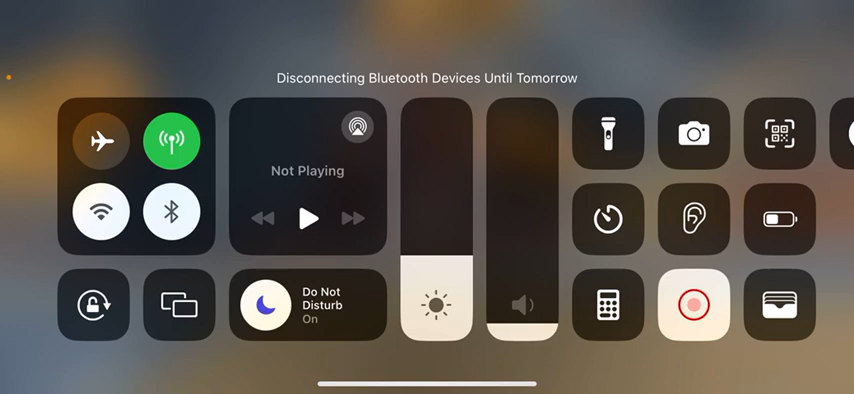 Disconnecting Bluetooth Devices Until Tomorrow
Not Playing
Do Not
Disturb
On